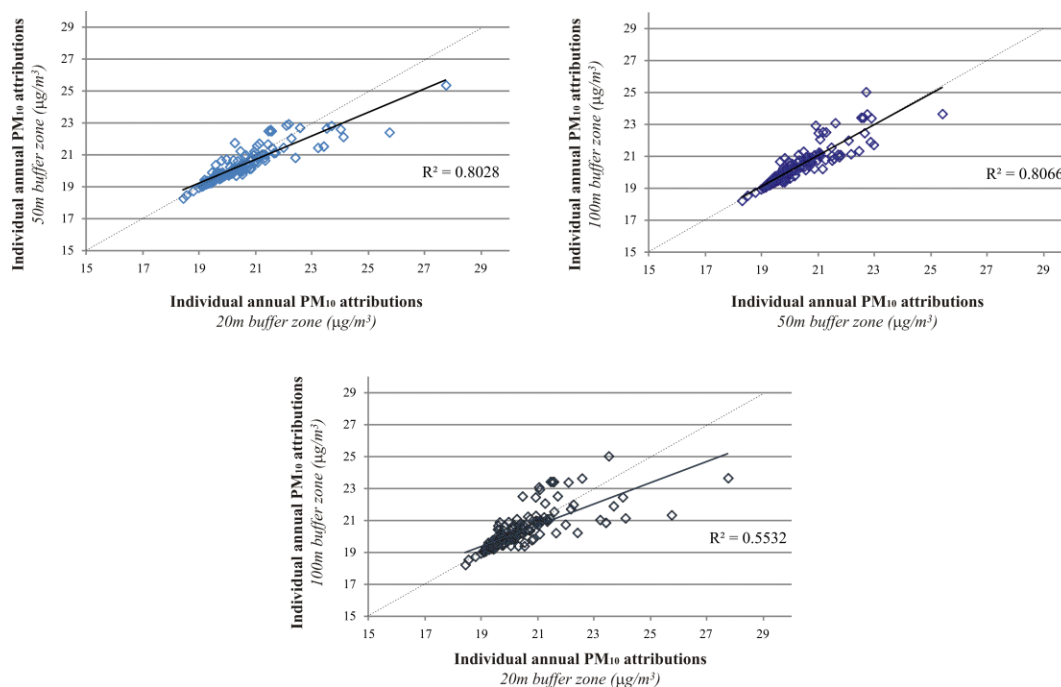 Individual annual PM10 attributions
50m buffer zone (μg/m³)
29
27
25
23
21
19
17
15
R² = 0.8028
15 17 19 21 23 25 27 29
Individual annual PM10 attributions
20m buffer zone (μg/m³)
Individual annual PM10 attributions
100m buffer zone (μg/m³)
29
27
25
23
21
19
17
15
R² = 0.8066
15 17 19 21 23 25 27 29
Individual annual PM10 attributions
50m buffer zone (μg/m³)
Individual annual PM10 attributions
100m buffer zone (μg/m³)
29
27
25
23
21
19
17
15
R² = 0.5532
15 17 19 21 23 25 27 29
Individual annual PM10 attributions
20m buffer zone (μg/m³)